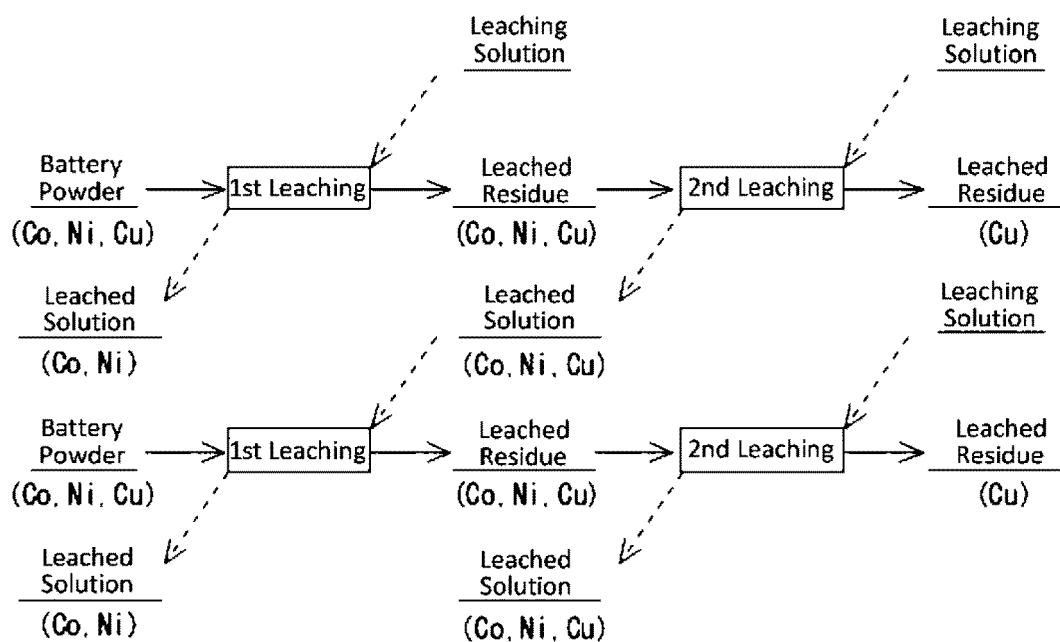 Leaching
Solution
Leaching
Solution
Battery
Powder
(Co, Ni, Cu)
1st Leaching
Leached
Residue
(Co, Ni, Cu)
2nd Leaching
Leached
Residue
(Cu)
Leached
Solution
(Co, Ni)
Leached
Solution
(Co, Ni, Cu)
Leaching
Solution
Battery
Powder
(Co, Ni, Cu)
1st Leaching
Leached
Residue
(Co, Ni, Cu)
2nd Leaching
Leached
Residue
(Cu)
Leached
Solution
(Co, Ni)
Leached
Solution
(Co, Ni, Cu)